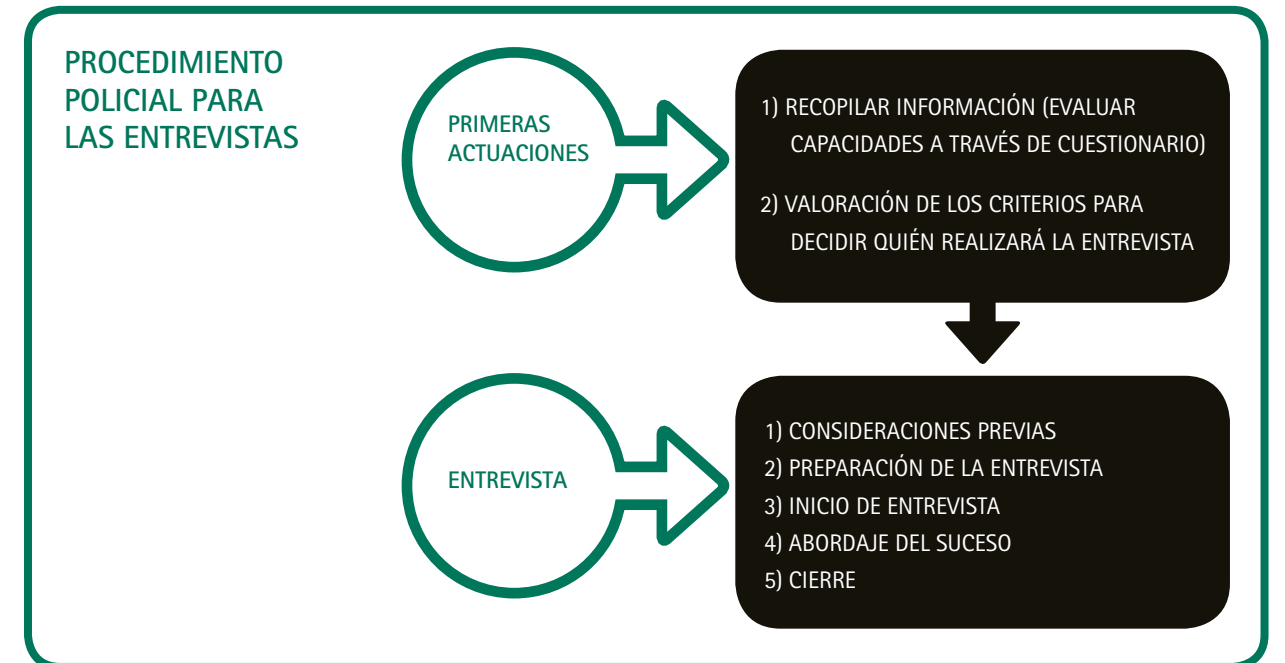 PROCEDIMIENTO
POLICIAL PARA
LAS ENTREVISTAS
PRIMERAS
ACTUACIONES
1) RECOPILAR INFORMACIÓN (EVALUAR
CAPACIDADES A TRAVÉS DE CUESTIONARIO)
2) VALORACIÓN DE LOS CRITERIOS PARA
DECIDIR QUIÉN REALIZARÁ LA ENTREVISTA
ENTREVISTA
1) CONSIDERACIONES PREVIAS
2) PREPARACIÓN DE LA ENTREVISTA
3) INICIO DE ENTREVISTA
4) ABORDAJE DEL SUCESO
5) CIERRE